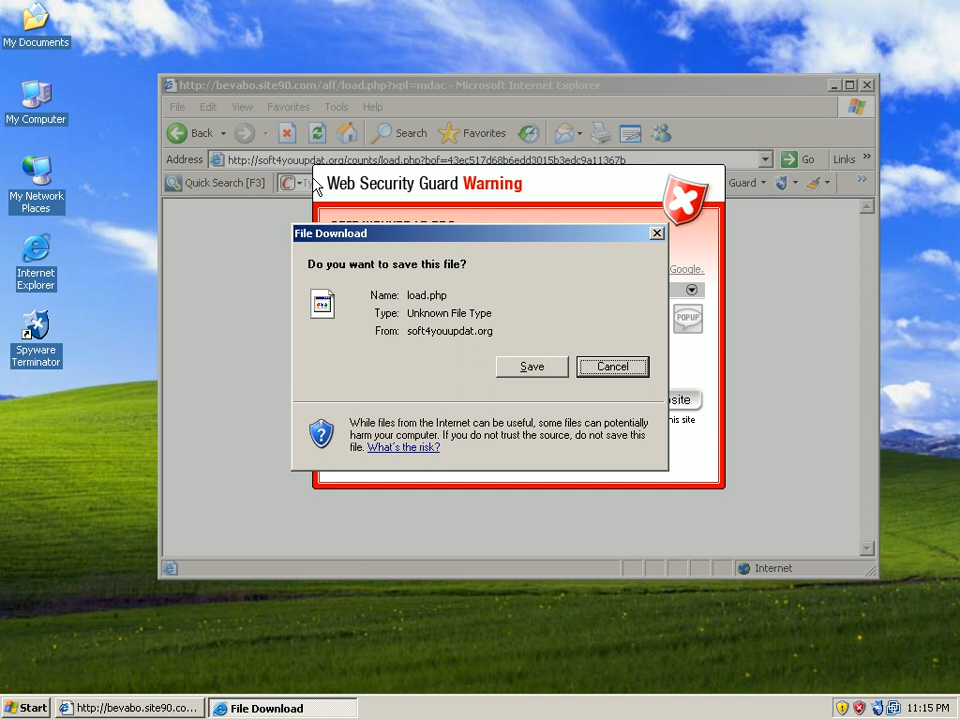 My Documents
My Computer
My Network
Places
Internet
Explorer
Spyware
Terminator
http://bevabo.site90.com/aff/load.php?xpl=mdac - Microsoft Internet Explorer
File Edit View Favorites Tools Help
Back Search Favorites
Address http://soft4youupdat.org/counts/load.php?bof=43ec517d68b6edd3015b3edc9a11367b Go Links »
Quick Search [F3] Guard »
Web Security Guard Warning
Google.
POPUP
File Download
Do you want to save this file?
Name: load.php
Type: Unknown File Type
From: soft4youupdat.org
Save Cancel
While files from the Internet can be useful, some files can potentially
harm your computer. If you do not trust the source, do not save this
file. What's the risk?
site
this site
Internet
Start http://bevabo.site90.co... File Download 11:15 PM